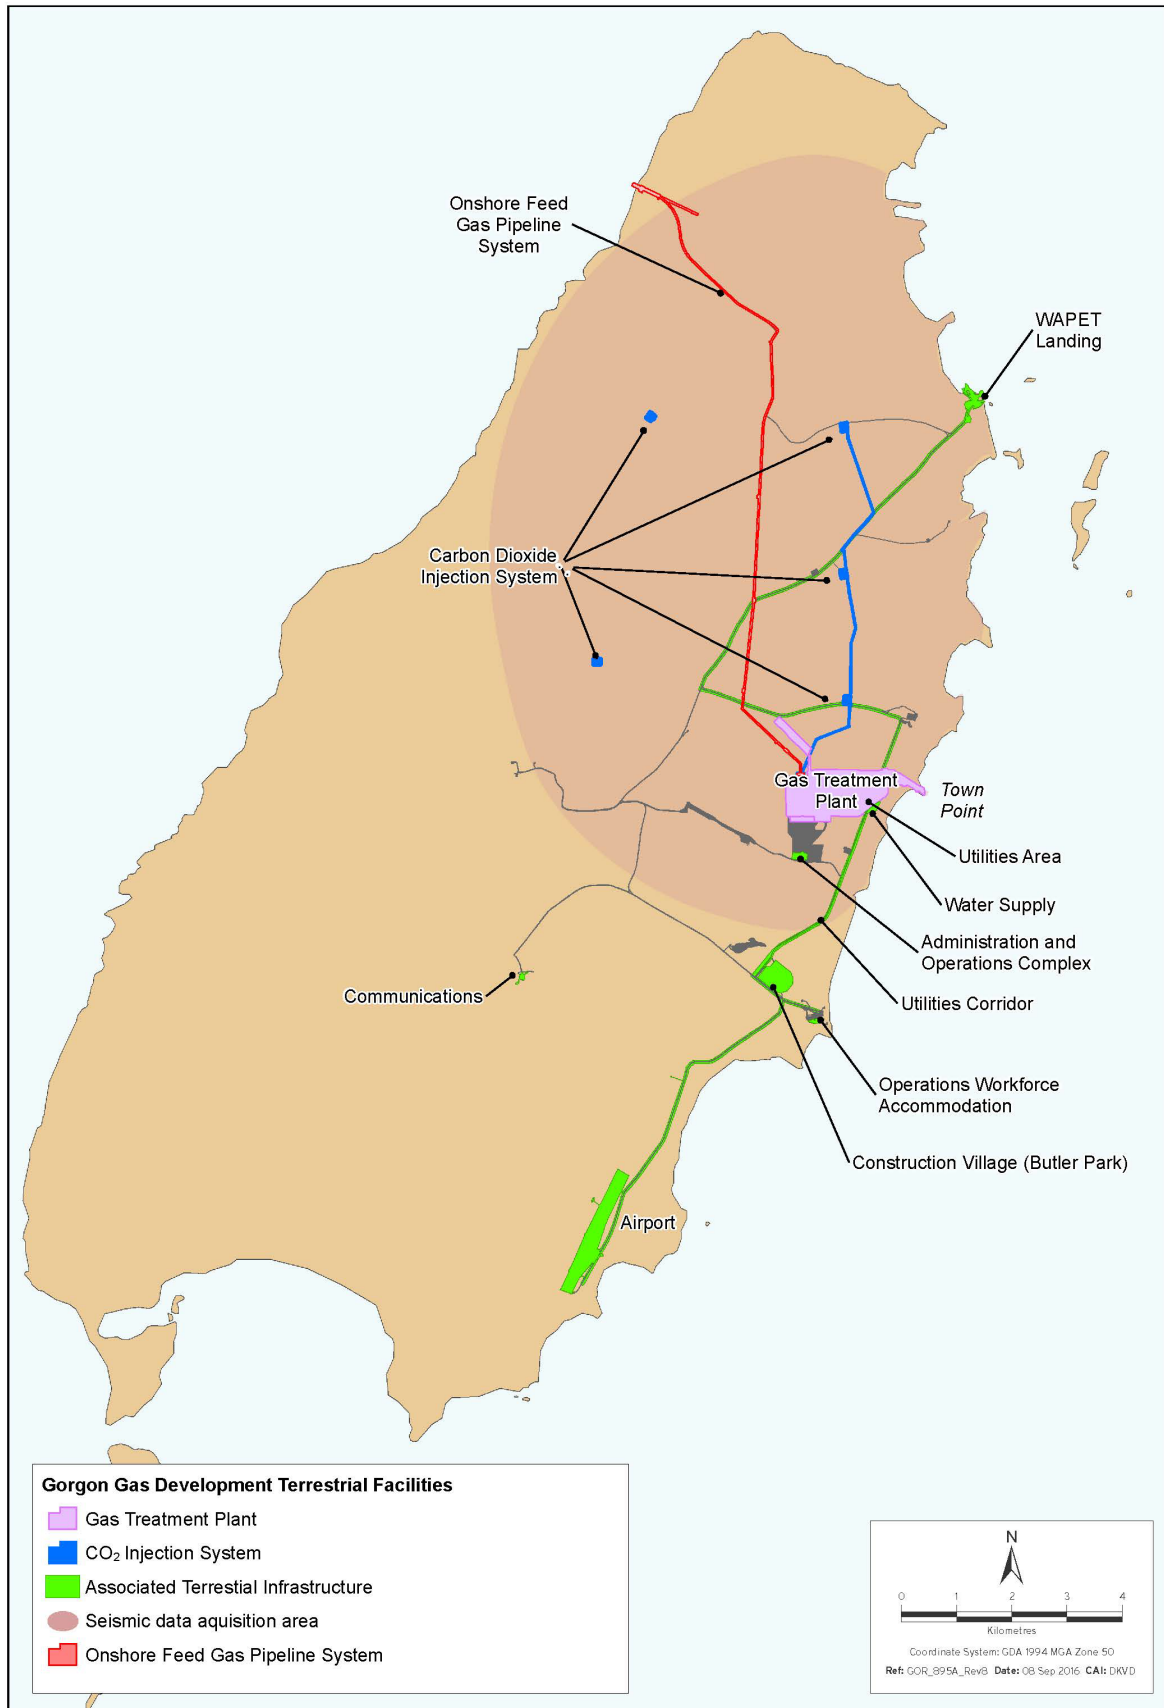 Onshore Feed
Gas Pipeline
System
WAPET
Landing
Carbon Dioxide
Injection System
Gas Treatment
Plant
Town
Point
Utilities Area
Water Supply
Administration and
Operations Complex
Communications
Utilities Corridor
Operations Workforce
Accommodation
Construction Village (Butler Park)
Airport
Gorgon Gas Development Terrestrial Facilities
Gas Treatment Plant
CO₂ Injection System
Associated Terrestial Infrastructure
Seismic data aquisition area
Onshore Feed Gas Pipeline System
N
0 1 2 3 4
Kilometres
Coordinate System: GDA 1994 MGA Zone 50
Ref: GOR_895A_RevB Date: 08 Sep 2016 CAI: DKVD